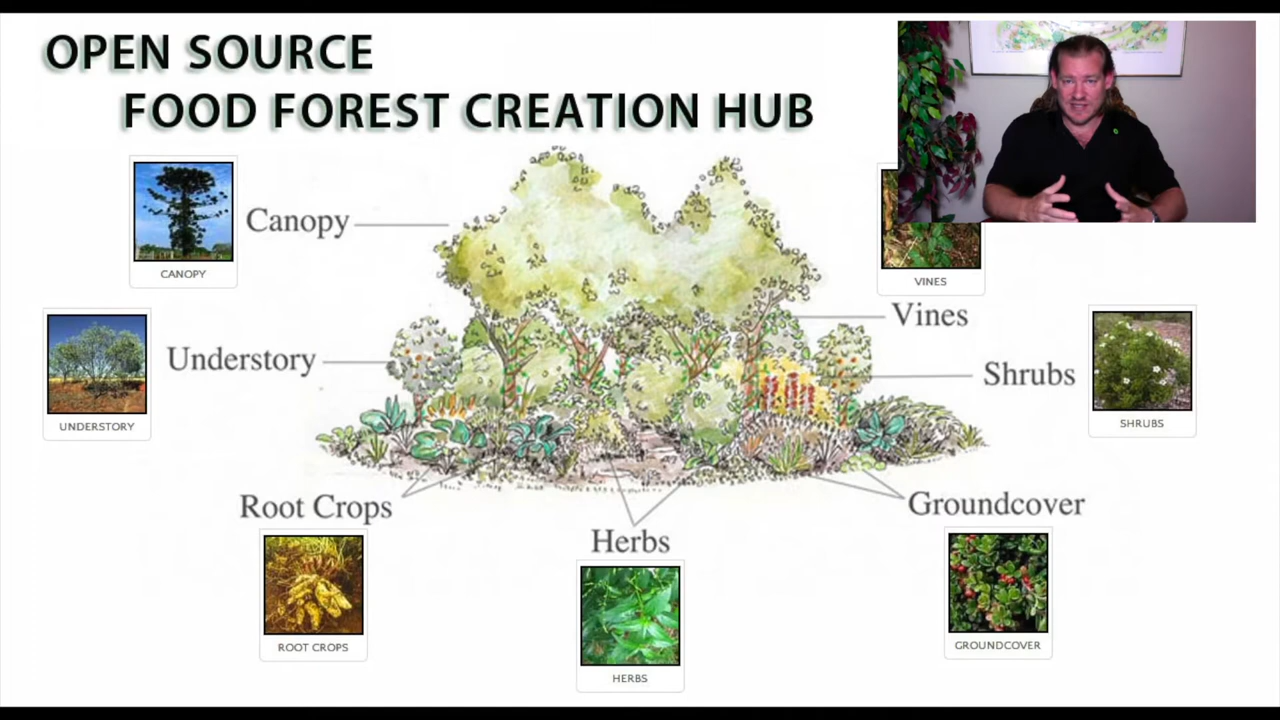 OPEN SOURCE
FOOD FOREST CREATION HUB
CANOPY
Canopy
VINES
Vines
UNDERSTORY
Understory
Shrubs
SHRUBS
Root Crops
ROOT CROPS
Herbs
HERBS
Groundcover
GROUNDCOVER